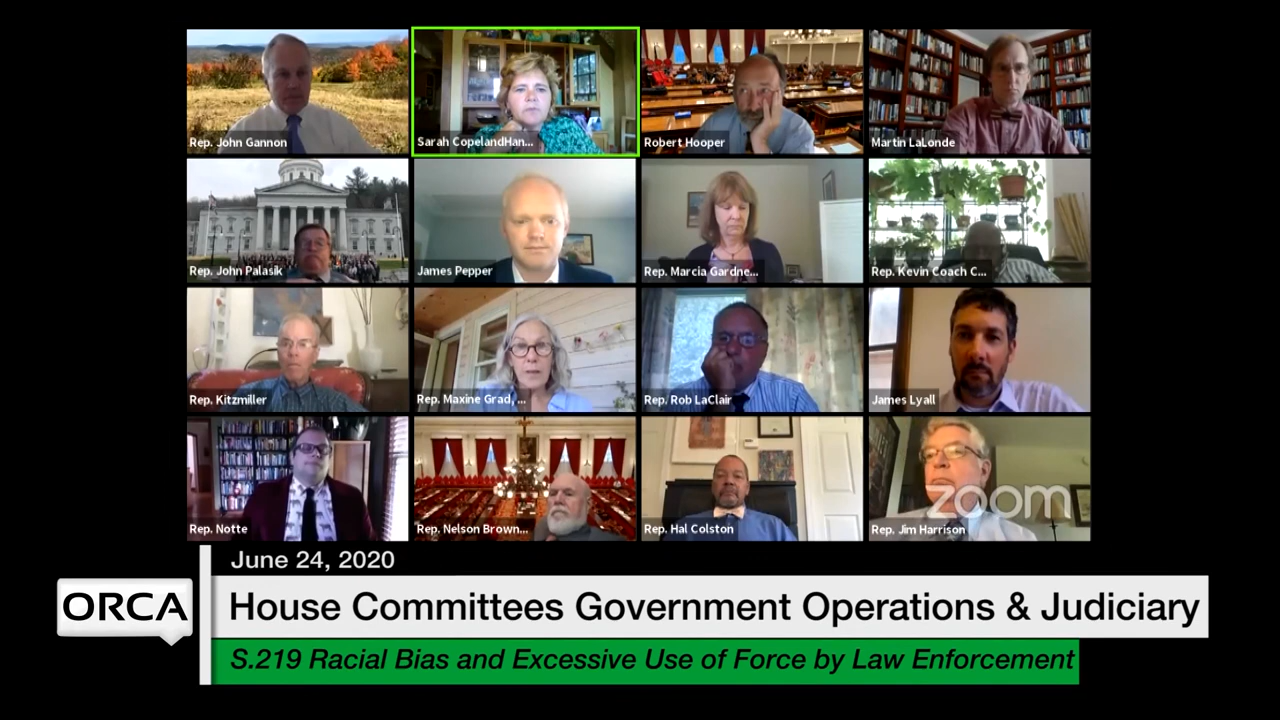 Rep. John Gannon
Sarah CopelandHan...
Robert Hooper
Martin LaLonde
Rep. John Palasik
James Pepper
Rep. Marcia Gardne...
Rep. Kevin Coach C...
Rep. Kitzmiller
Rep. Maxine Grad, ...
Rep. Rob LaClair
James Lyall
Rep. Notte
Rep. Nelson Brown...
Rep. Hal Colston
Rep. Jim Harrison
zoom
June 24, 2020
ORCA
House Committees Government Operations & Judiciary
S.219 Racial Bias and Excessive Use of Force by Law Enforcement